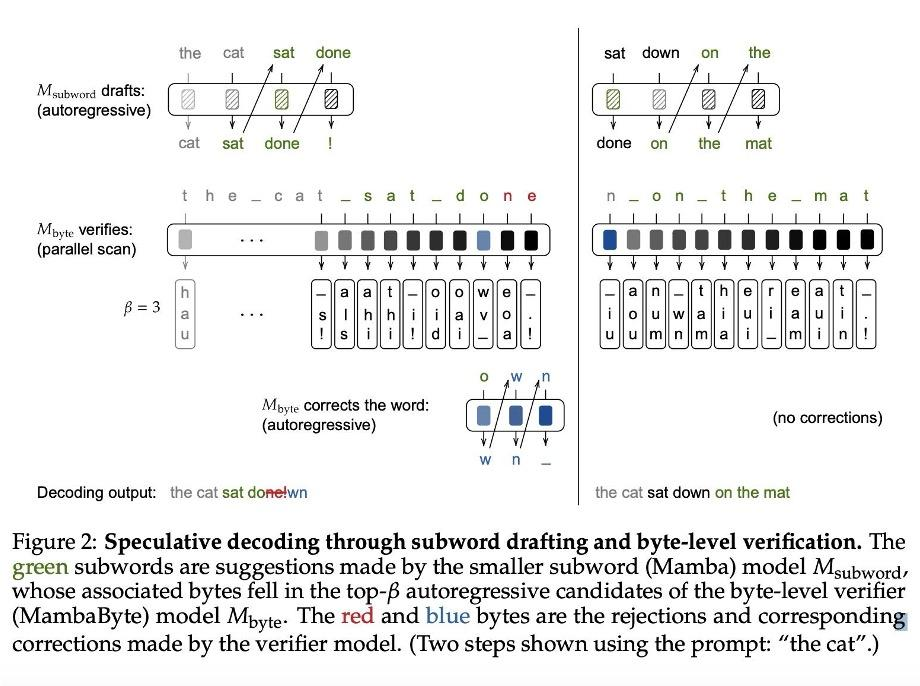 the cat sat done
M subword drafts:
(autoregressive)
cat sat done !
t h e _ c a t _ s a t _ d o n e
M byte verifies:
(parallel scan)
...
β = 3
h _ a a t _ o o w e _
a s l h h i i a v o .
u ! s i i ! d i _ a !
...
M byte corrects the word:
(autoregressive)
o w n
w n _
Decoding output: the cat sat done!wn
sat down on the
done on the mat
n _ o n _ t h e _ m a t
_ a n _ t h e r e a t _
i o u w a i u i a u i .
u u m n m a i _ m i n !
(no corrections)
the cat sat down on the mat
Figure 2: Speculative decoding through subword drafting and byte-level verification. The
green subwords are suggestions made by the smaller subword (Mamba) model Msubword,
whose associated bytes fell in the top-β autoregressive candidates of the byte-level verifier
(MambaByte) model Mbyte. The red and blue bytes are the rejections and corresponding
corrections made by the verifier model. (Two steps shown using the prompt: “the cat”.)